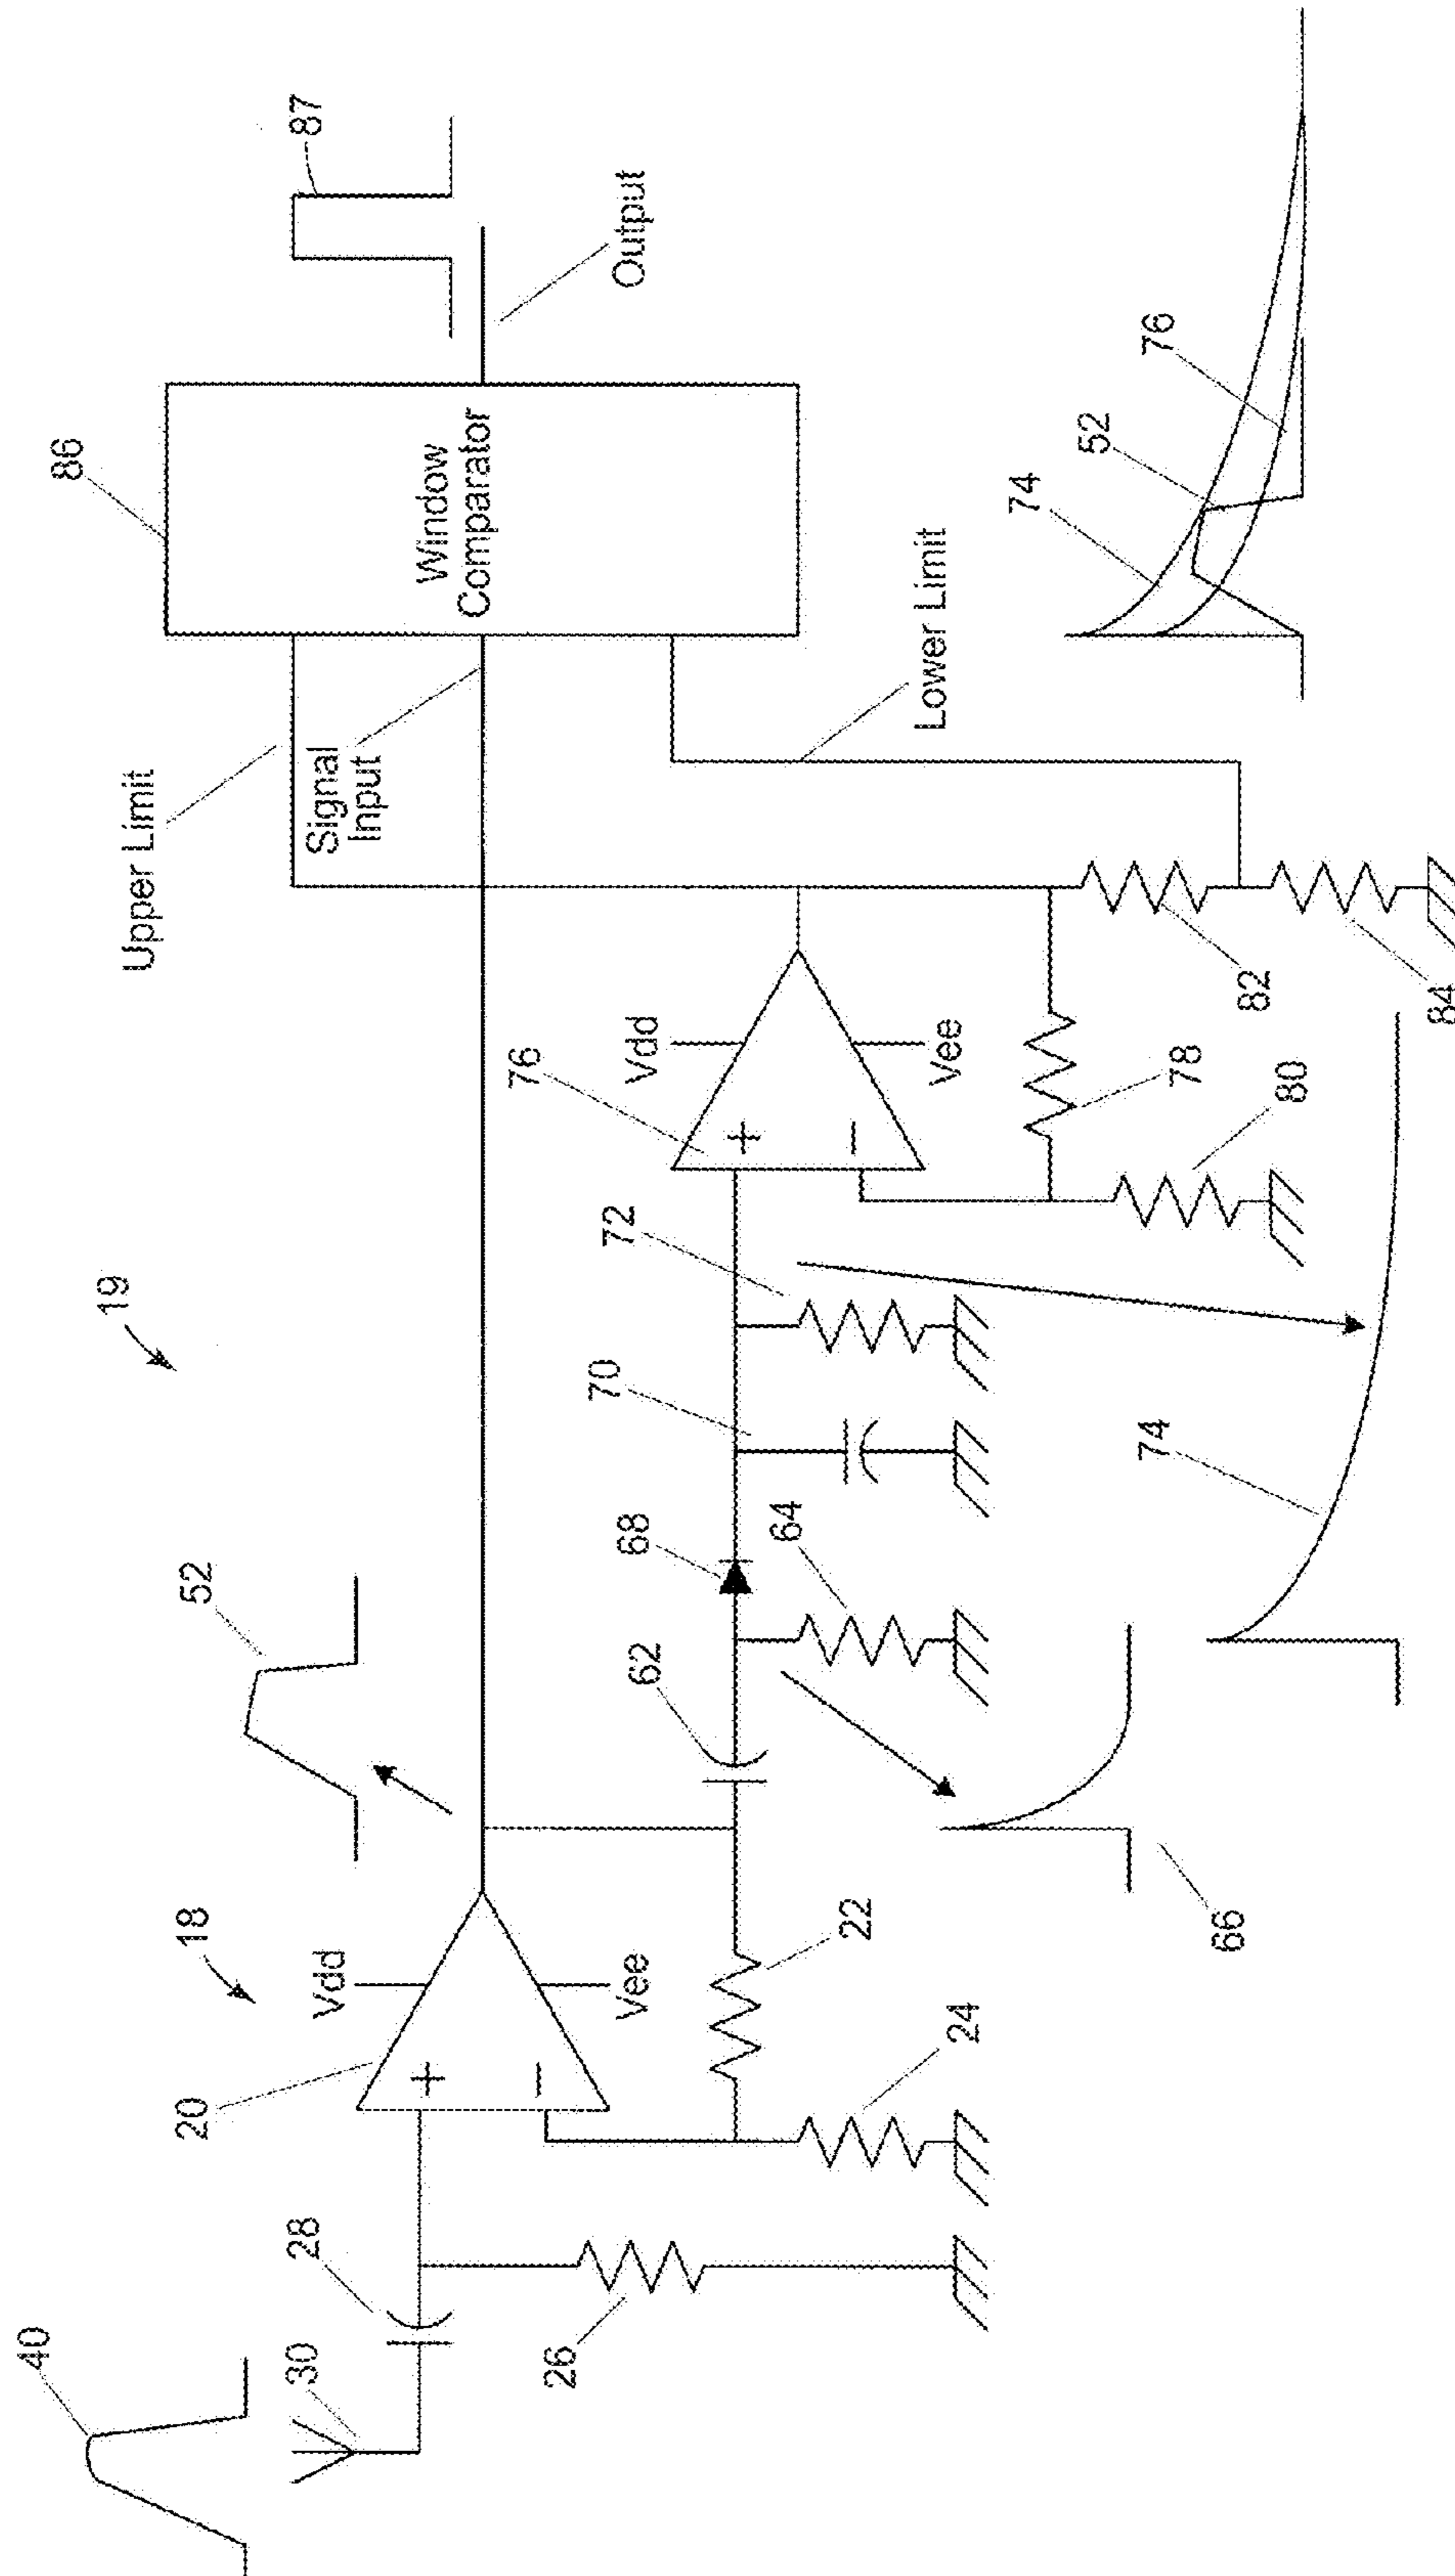 40
30
28
26
20
18
Vdd
+
−
Vee
24
22
52
62
66
68
64
19
70
72
74
76
Vdd
+
−
Vee
78
80
82
84
Upper Limit
Signal
Input
Lower Limit
86
Window
Comparator
87
Output
74
52
76